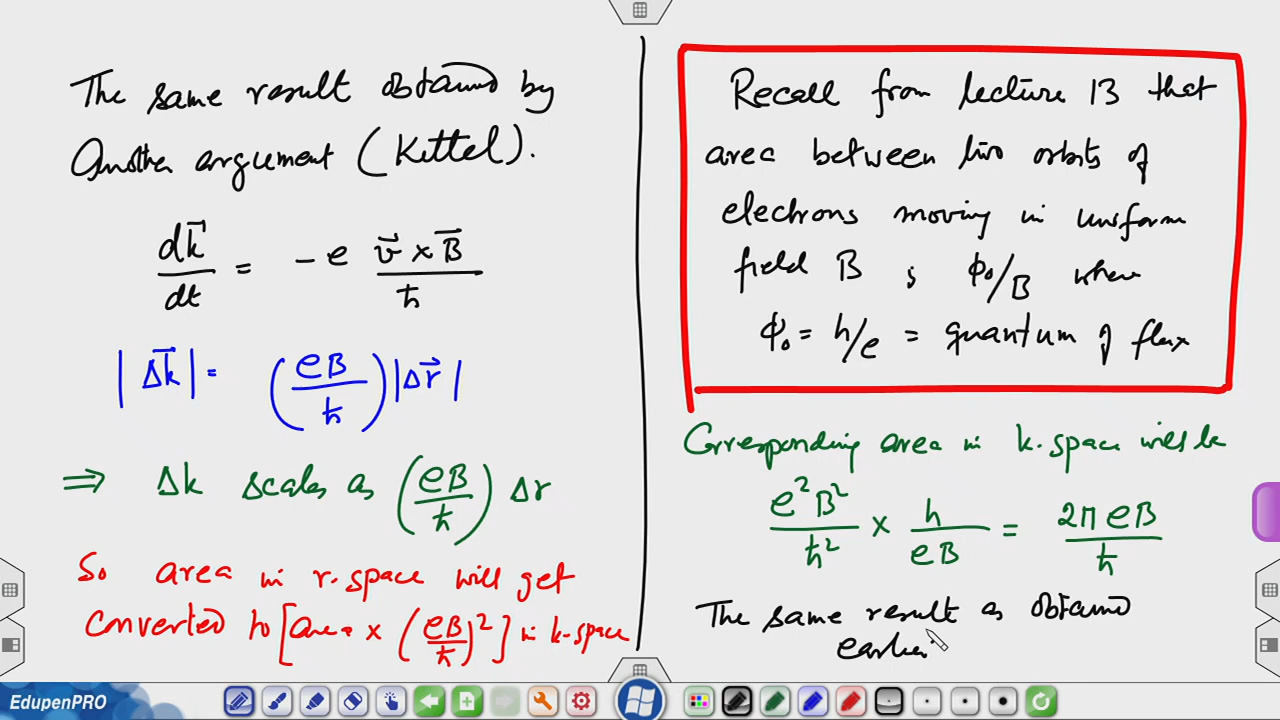 The same result obtained by
Another argument (Kittel).
dk⃗/dt = -e v⃗ × B⃗/ħ
|Δk⃗| = (eB/ħ)|Δr⃗|
⇒ Δk scales as (eB/ħ) Δr
So area in r-space will get
converted to [area × (eB/ħ)²] in k-space
Recall from lecture 13 that
area between two orbits of
electrons moving in uniform
field B is ϕ₀/B where
ϕ₀ = h/e = quantum of flux
Corresponding area in k-space will be
e²B²/ħ² × h/eB = 2π eB/ħ
The same result as obtained
earlier.
EdupenPRO